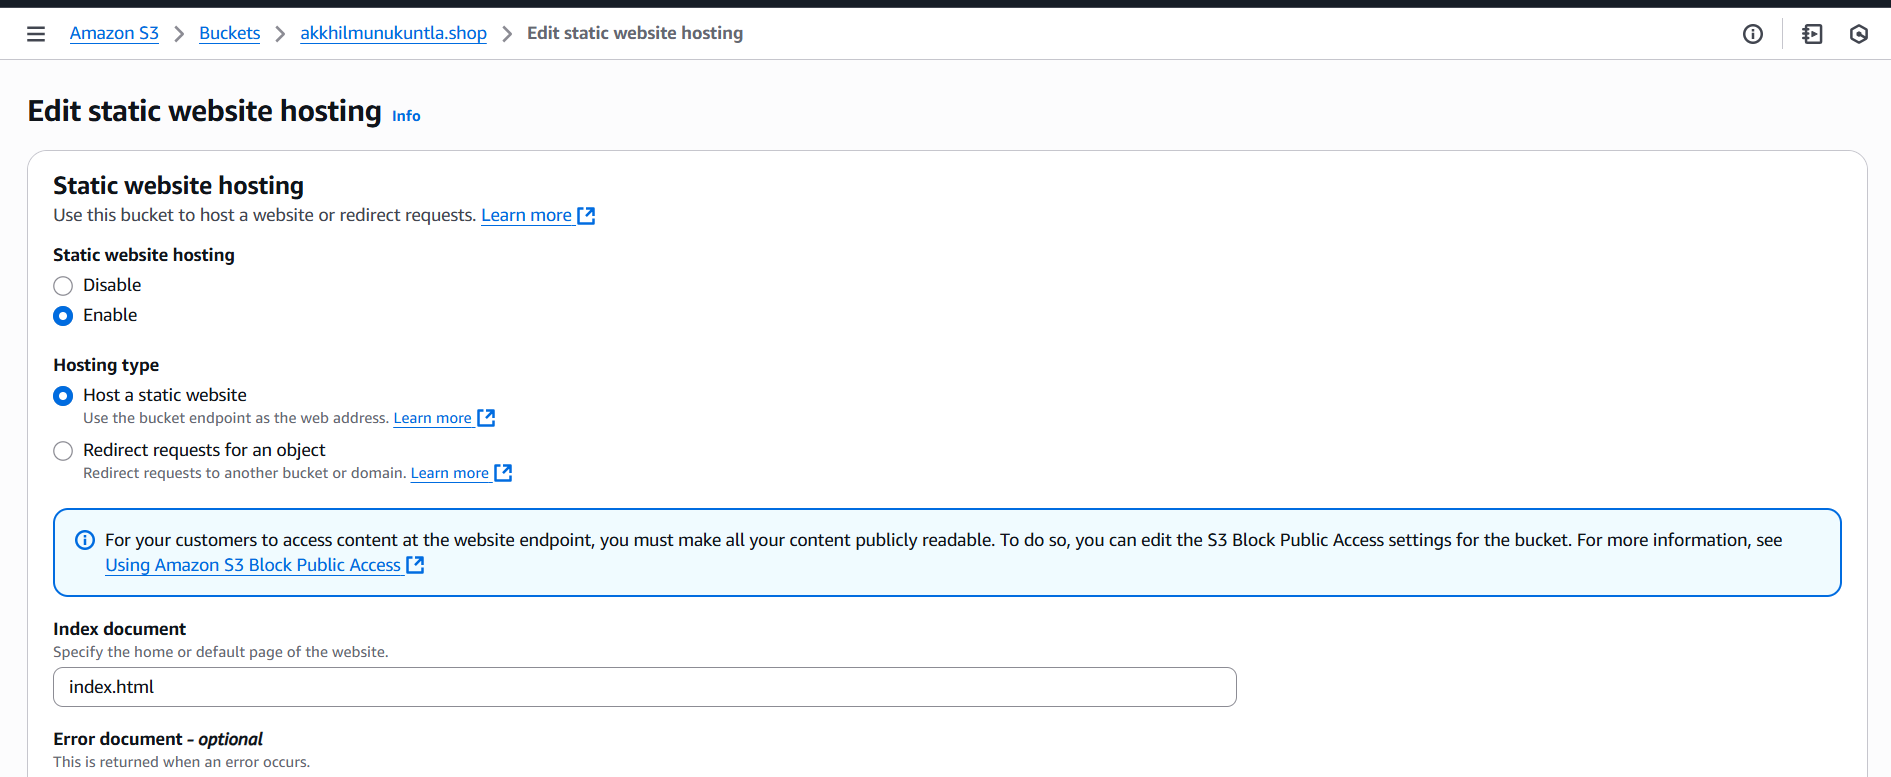 Amazon S3 > Buckets > akkhilmunukuntla.shop > Edit static website hosting
Edit static website hosting Info
Static website hosting
Use this bucket to host a website or redirect requests. Learn more
Static website hosting
Disable
Enable
Hosting type
Host a static website
Use the bucket endpoint as the web address. Learn more
Redirect requests for an object
Redirect requests to another bucket or domain. Learn more
For your customers to access content at the website endpoint, you must make all your content publicly readable. To do so, you can edit the S3 Block Public Access settings for the bucket. For more information, see
Using Amazon S3 Block Public Access
Index document
Specify the home or default page of the website.
index.html
Error document - optional
This is returned when an error occurs.